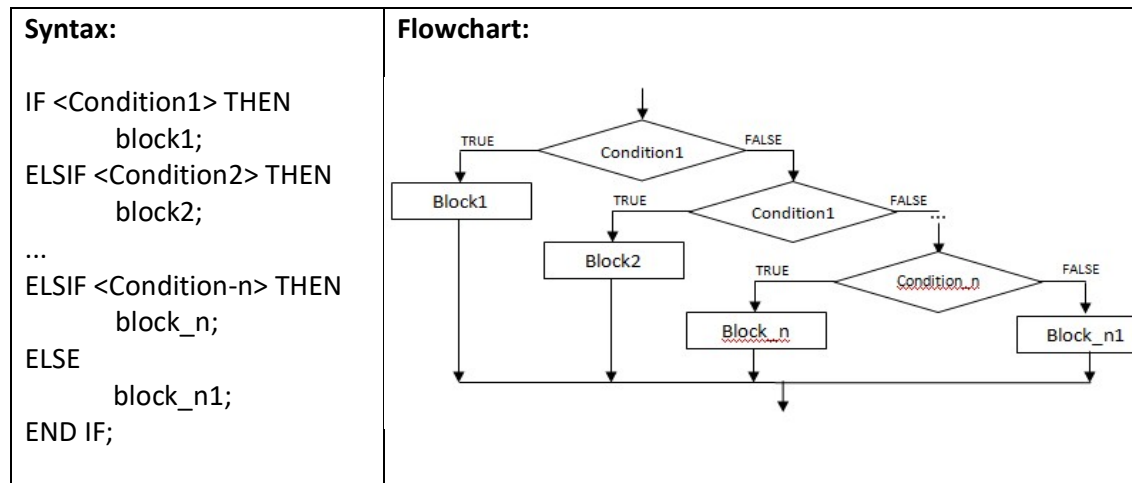 Syntax:
IF <Condition1> THEN
block1;
ELSIF <Condition2> THEN
block2;
...
ELSIF <Condition-n> THEN
block_n;
ELSE
block_n1;
END IF;
Flowchart:
TRUE
Condition1
FALSE
Block1
TRUE
Condition1
FALSE
...
Block2
TRUE
Condition_n
FALSE
Block_n
Block_n1